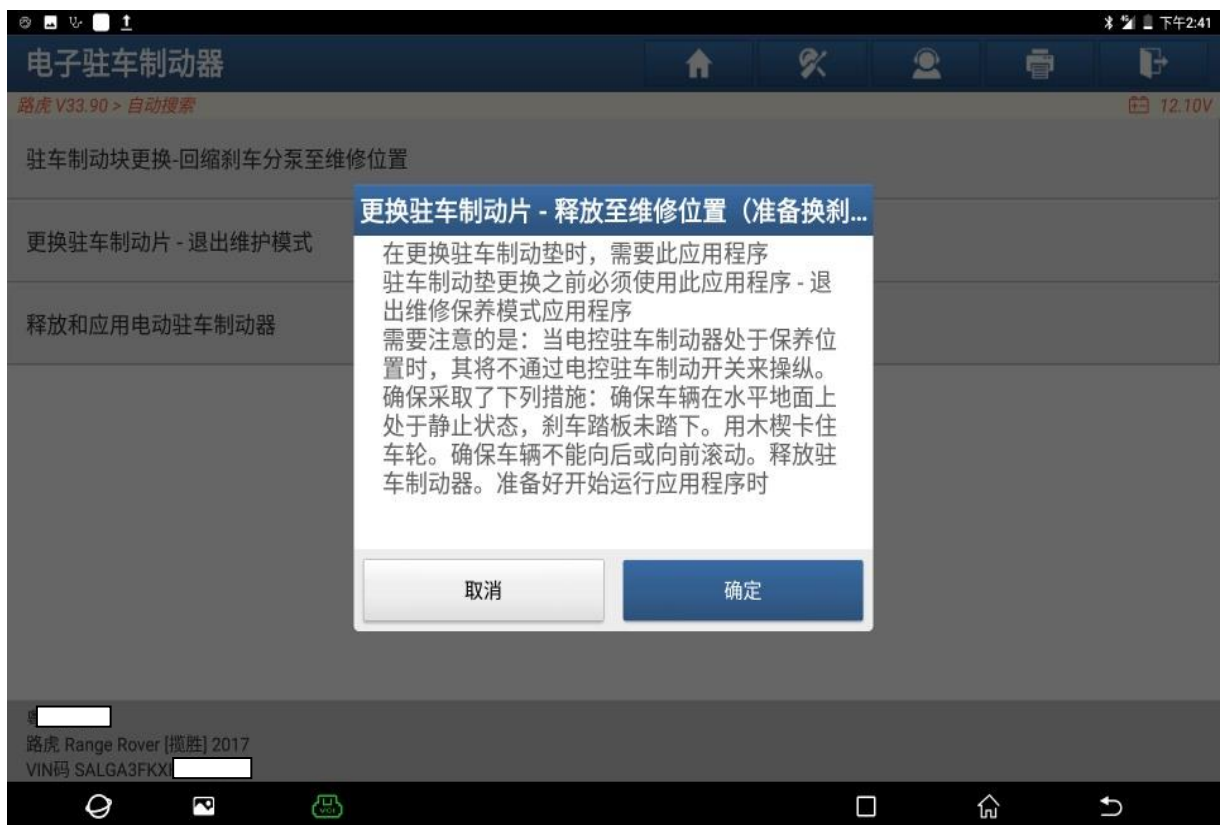 下午2:41
电子驻车制动器
路虎 V33.90 > 自动搜索
12.10V
驻车制动块更换-回缩刹车分泵至维修位置
更换驻车制动片 - 退出维护模式
释放和应用电动驻车制动器
更换驻车制动片 - 释放至维修位置（准备换刹...
在更换驻车制动垫时，需要此应用程序
驻车制动垫更换之前必须使用此应用程序 - 退
出维修保养模式应用程序
需要注意的是：当电控驻车制动器处于保养位
置时，其将不通过电控驻车制动开关来操纵。
确保采取了下列措施：确保车辆在水平地面上
处于静止状态，刹车踏板未踏下。用木楔卡住
车轮。确保车辆不能向后或向前滚动。释放驻
车制动器。准备好开始运行应用程序时
取消
确定
路虎 Range Rover [揽胜] 2017
VIN码 SALGA3FKX
VCI